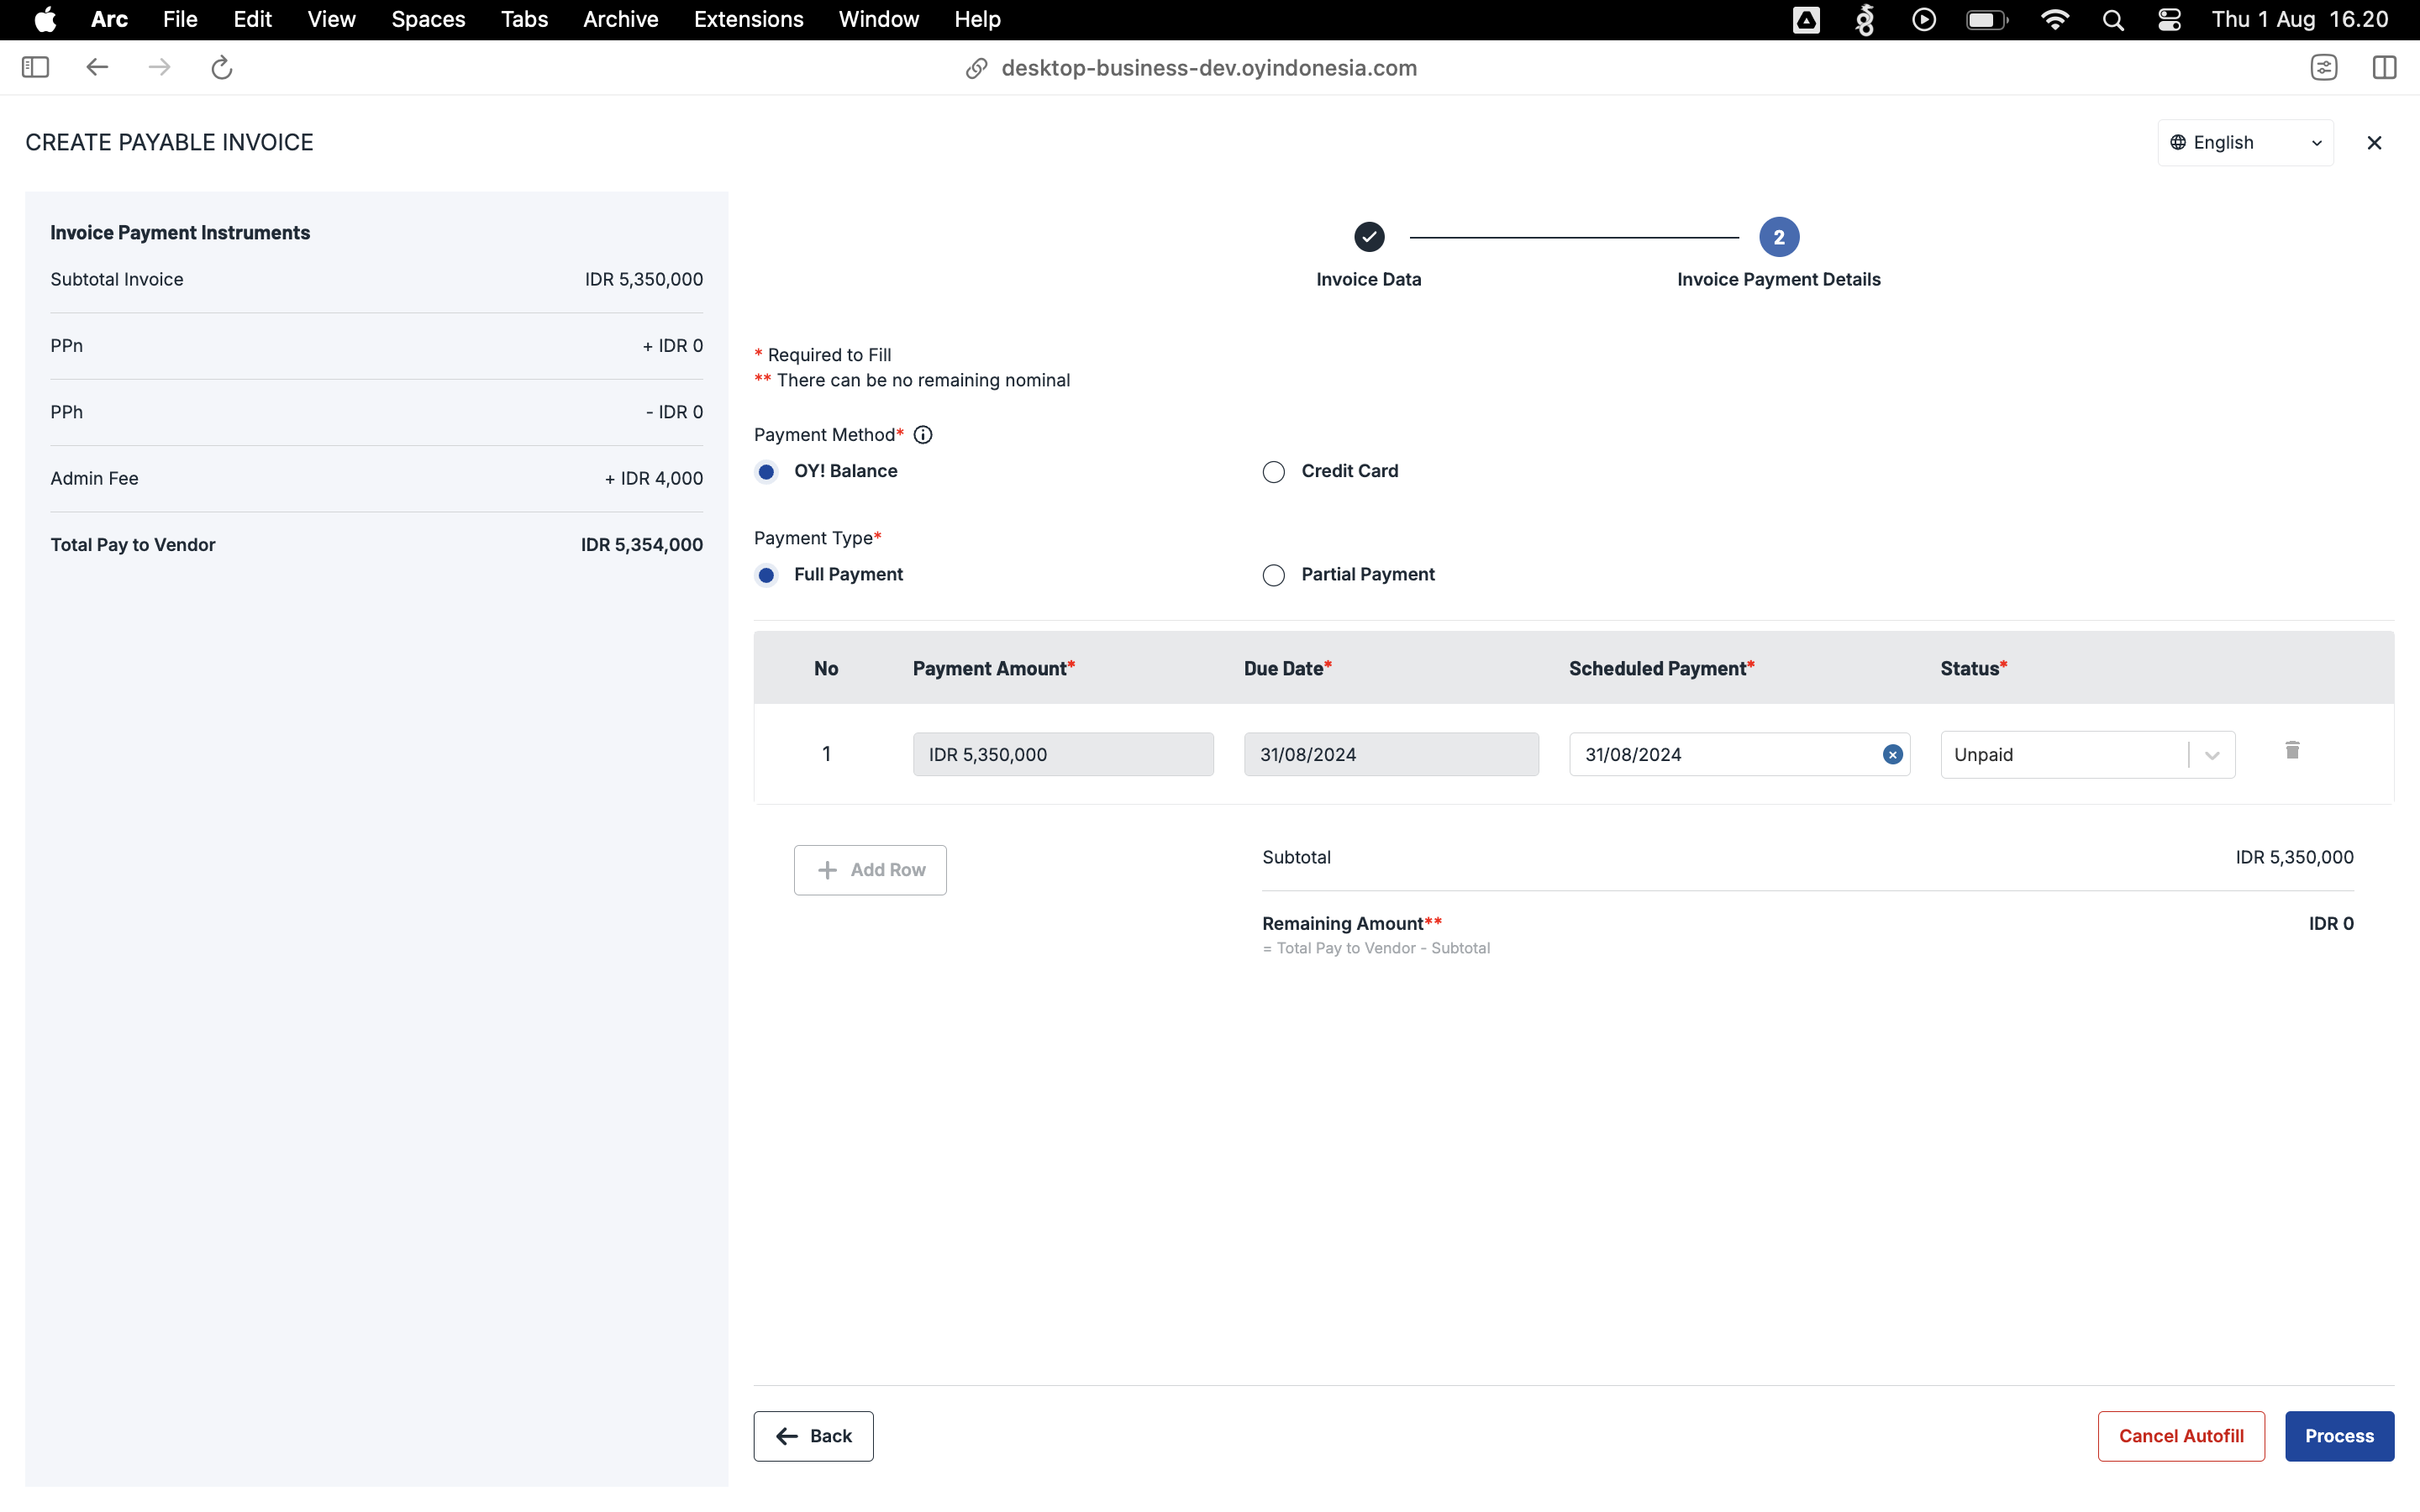 Arc File Edit View Spaces Tabs Archive Extensions Window Help Thu 1 Aug 16.20
desktop-business-dev.oyindonesia.com
CREATE PAYABLE INVOICE
English
Invoice Payment Instruments
Subtotal Invoice IDR 5,350,000
PPn + IDR 0
PPh - IDR 0
Admin Fee + IDR 4,000
Total Pay to Vendor IDR 5,354,000
2
Invoice Data Invoice Payment Details
* Required to Fill
** There can be no remaining nominal
Payment Method*
OY! Balance Credit Card
Payment Type*
Full Payment Partial Payment
No Payment Amount* Due Date* Scheduled Payment* Status*
1 IDR 5,350,000 31/08/2024 31/08/2024 Unpaid
Add Row
Subtotal IDR 5,350,000
Remaining Amount** IDR 0
= Total Pay to Vendor - Subtotal
Back Cancel Autofill Process